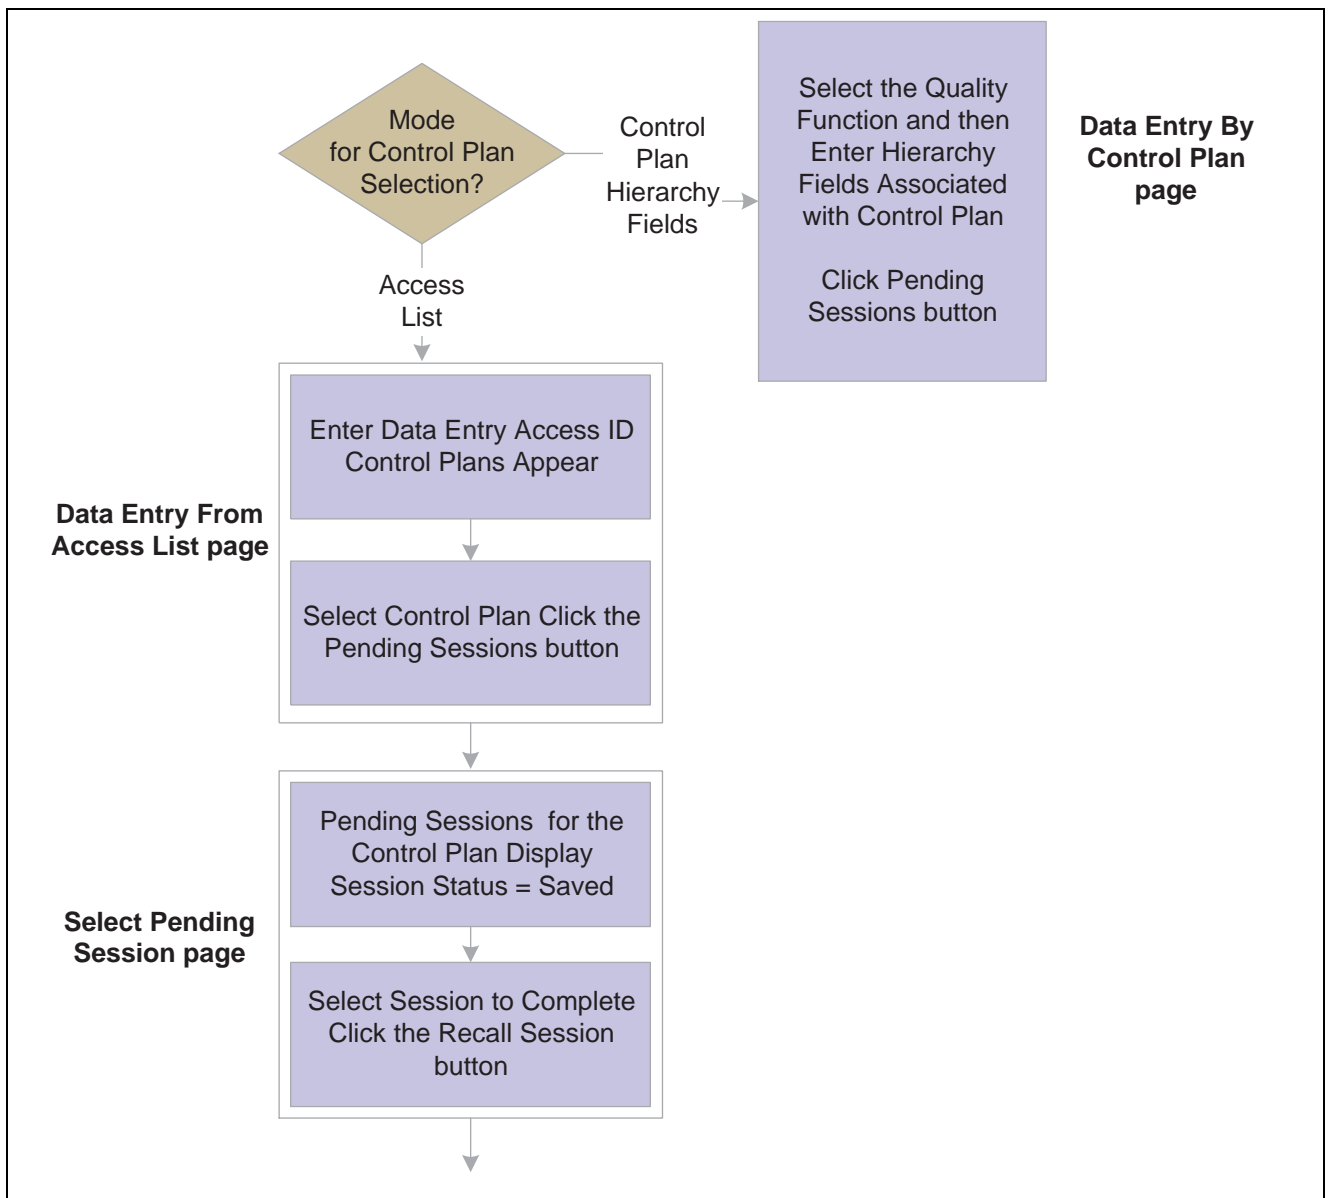 Mode
for Control Plan
Selection?
Control
Plan
Hierarchy
Fields
Select the Quality
Function and then
Enter Hierarchy
Fields Associated
with Control Plan
Click Pending
Sessions button
Data Entry By
Control Plan
page
Access
List
Enter Data Entry Access ID
Control Plans Appear
Data Entry From
Access List page
Select Control Plan Click the
Pending Sessions button
Pending Sessions for the
Control Plan Display
Session Status = Saved
Select Pending
Session page
Select Session to Complete
Click the Recall Session
button